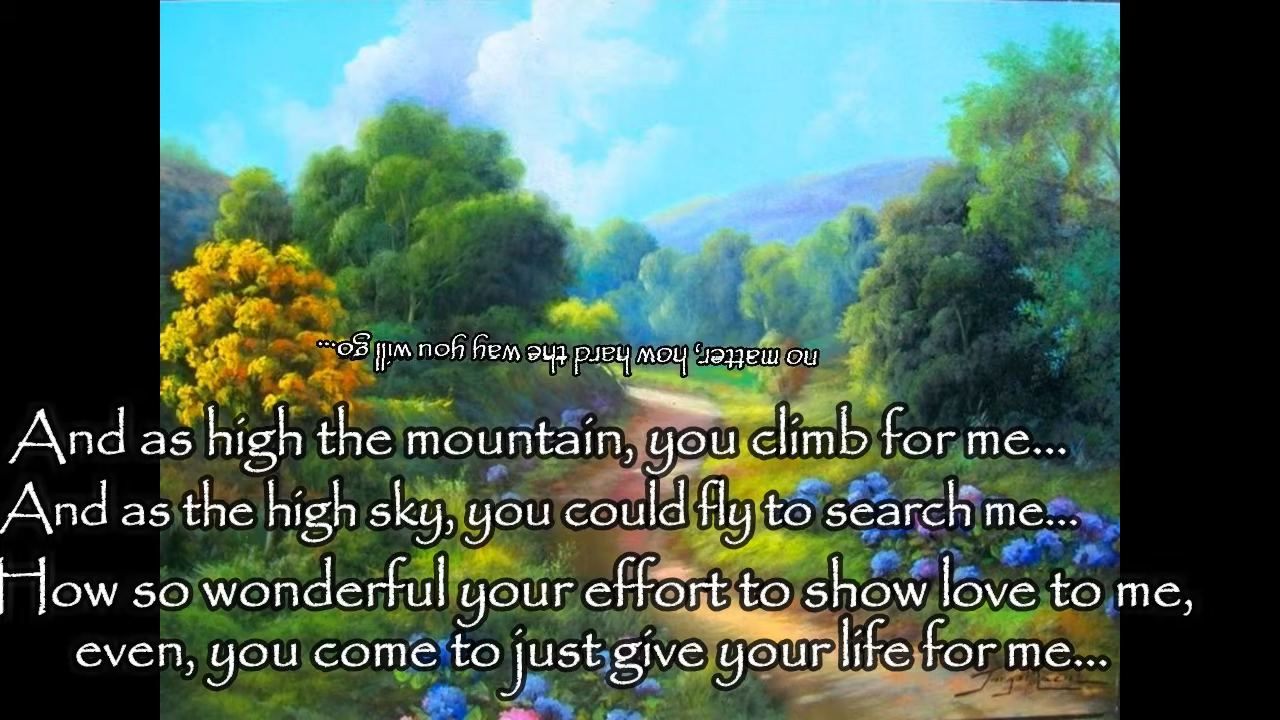 no matter, how hard the way you will go...
And as high the mountain, you climb for me...
And as the high sky, you could fly to search me...
How so wonderful your effort to show love to me,
even, you come to just give your life for me...